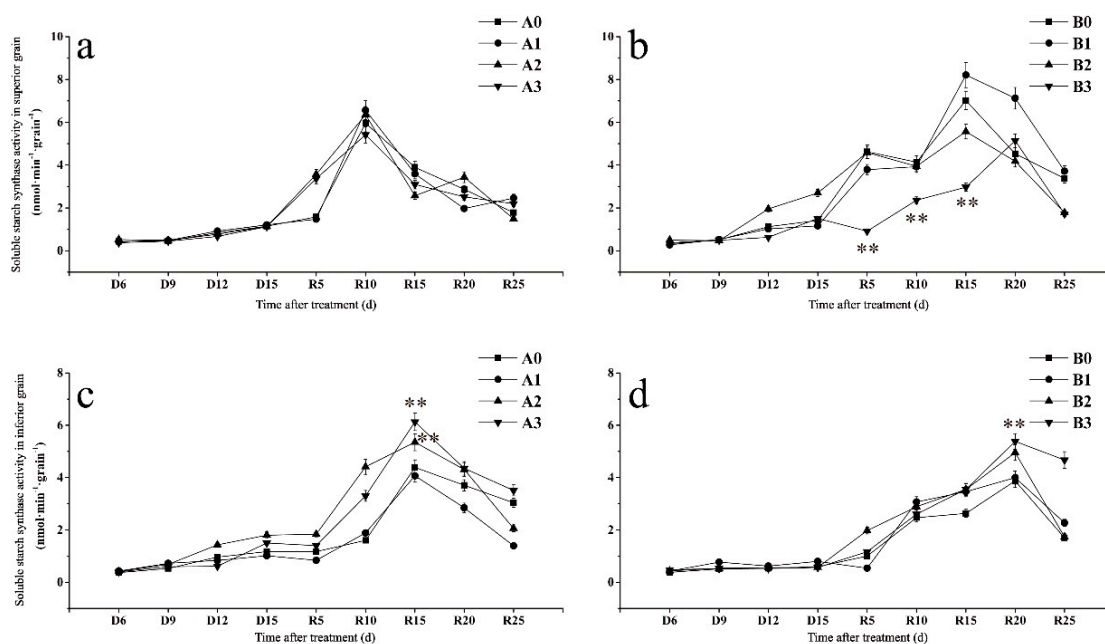 a
A0
A1
A2
A3
Soluble starch synthase activity in superior grain
(nmol·min⁻¹·grain⁻¹)
10
8
6
4
2
0
D6 D9 D12 D15 R5 R10 R15 R20 R25
Time after treatment (d)
b
B0
B1
B2
B3
10
8
6
4
2
0
**
**
**
D6 D9 D12 D15 R5 R10 R15 R20 R25
Time after treatment (d)
c
A0
A1
A2
A3
Soluble starch synthase activity in inferior grain
(nmol·min⁻¹·grain⁻¹)
8
6
4
2
0
**
**
D6 D9 D12 D15 R5 R10 R15 R20 R25
Time after treatment (d)
d
B0
B1
B2
B3
8
6
4
2
0
**
D6 D9 D12 D15 R5 R10 R15 R20 R25
Time after treatment (d)